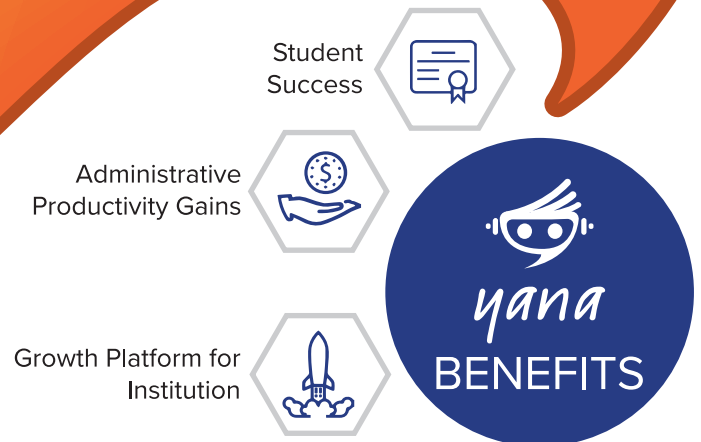 Student
Success
Administrative
Productivity Gains
$
Growth Platform for
Institution
yana
BENEFITS